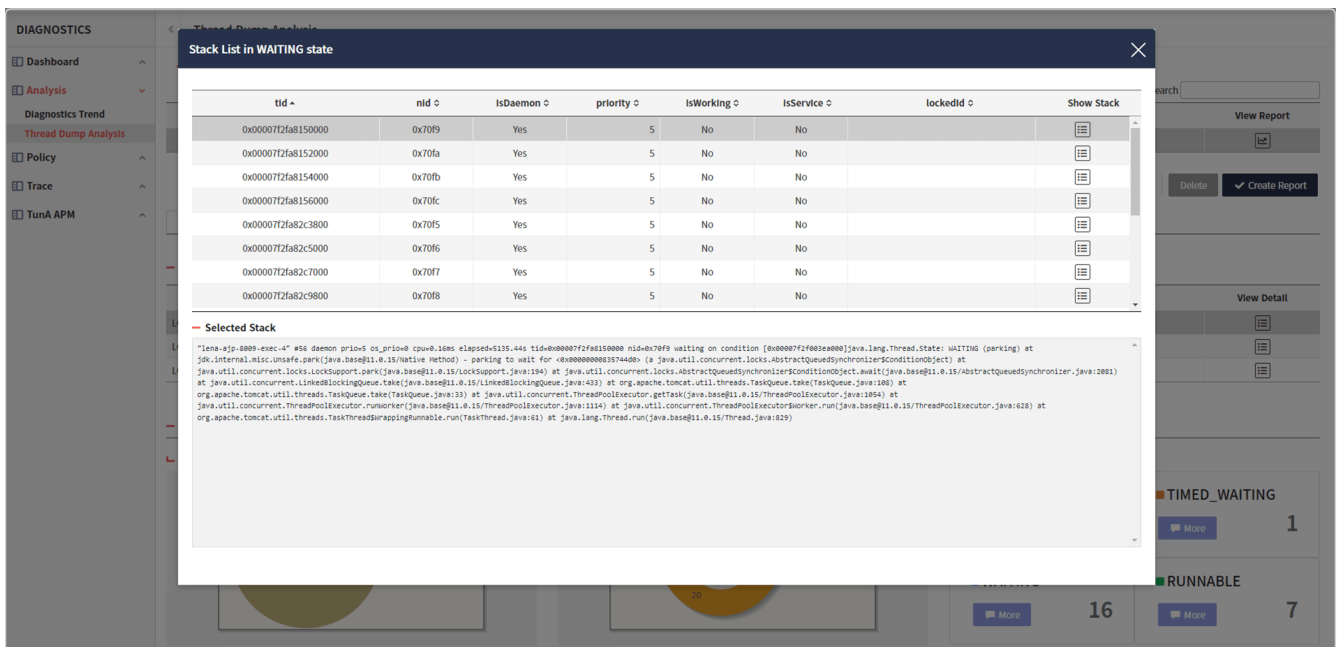 DIAGNOSTICS
Dashboard
Analysis
Diagnostics Trend
Thread Dump Analysis
Policy
Trace
TunA APM
Thread Dump Analysis
Stack List in WAITING state
tid nid IsDaemon priority IsWorking IsService lockedId Show Stack
0x00007f2fa8150000 0x70f9 Yes 5 No No
0x00007f2fa8152000 0x70fa Yes 5 No No
0x00007f2fa8154000 0x70fb Yes 5 No No
0x00007f2fa8156000 0x70fc Yes 5 No No
0x00007f2fa82c3800 0x70f5 Yes 5 No No
0x00007f2fa82c5000 0x70f6 Yes 5 No No
0x00007f2fa82c7000 0x70f7 Yes 5 No No
0x00007f2fa82c9800 0x70f8 Yes 5 No No
Selected Stack
"lena-ajp-8009-exec-4" #56 daemon prio=5 os_prio=0 cpu=0.16ms elapsed=5135.44s tid=0x00007f2fa8150000 nid=0x70f9 waiting on condition [0x00007f2f003ea000]java.lang.Thread.State: WAITING (parking) at
jdk.internal.misc.Unsafe.park(java.base@11.0.15/Native Method) - parking to wait for <0x00000000835744d0> (a java.util.concurrent.locks.AbstractQueuedSynchronizer$ConditionObject) at
java.util.concurrent.locks.LockSupport.park(java.base@11.0.15/LockSupport.java:194) at java.util.concurrent.locks.AbstractQueuedSynchronizer$ConditionObject.await(java.base@11.0.15/AbstractQueuedSynchronizer.java:2081)
at java.util.concurrent.LinkedBlockingQueue.take(java.base@11.0.15/LinkedBlockingQueue.java:433) at org.apache.tomcat.util.threads.TaskQueue.take(TaskQueue.java:108) at
org.apache.tomcat.util.threads.TaskQueue.take(TaskQueue.java:33) at java.util.concurrent.ThreadPoolExecutor.getTask(java.base@11.0.15/ThreadPoolExecutor.java:1054) at
java.util.concurrent.ThreadPoolExecutor.runWorker(java.base@11.0.15/ThreadPoolExecutor.java:1114) at java.util.concurrent.ThreadPoolExecutor$Worker.run(java.base@11.0.15/ThreadPoolExecutor.java:628) at
org.apache.tomcat.util.threads.TaskThread$WrappingRunnable.run(TaskThread.java:61) at java.lang.Thread.run(java.base@11.0.15/Thread.java:829)
earch
View Report
Delete
Create Report
View Detail
TIMED_WAITING
More 1
RUNNABLE
More 16
More 7
20